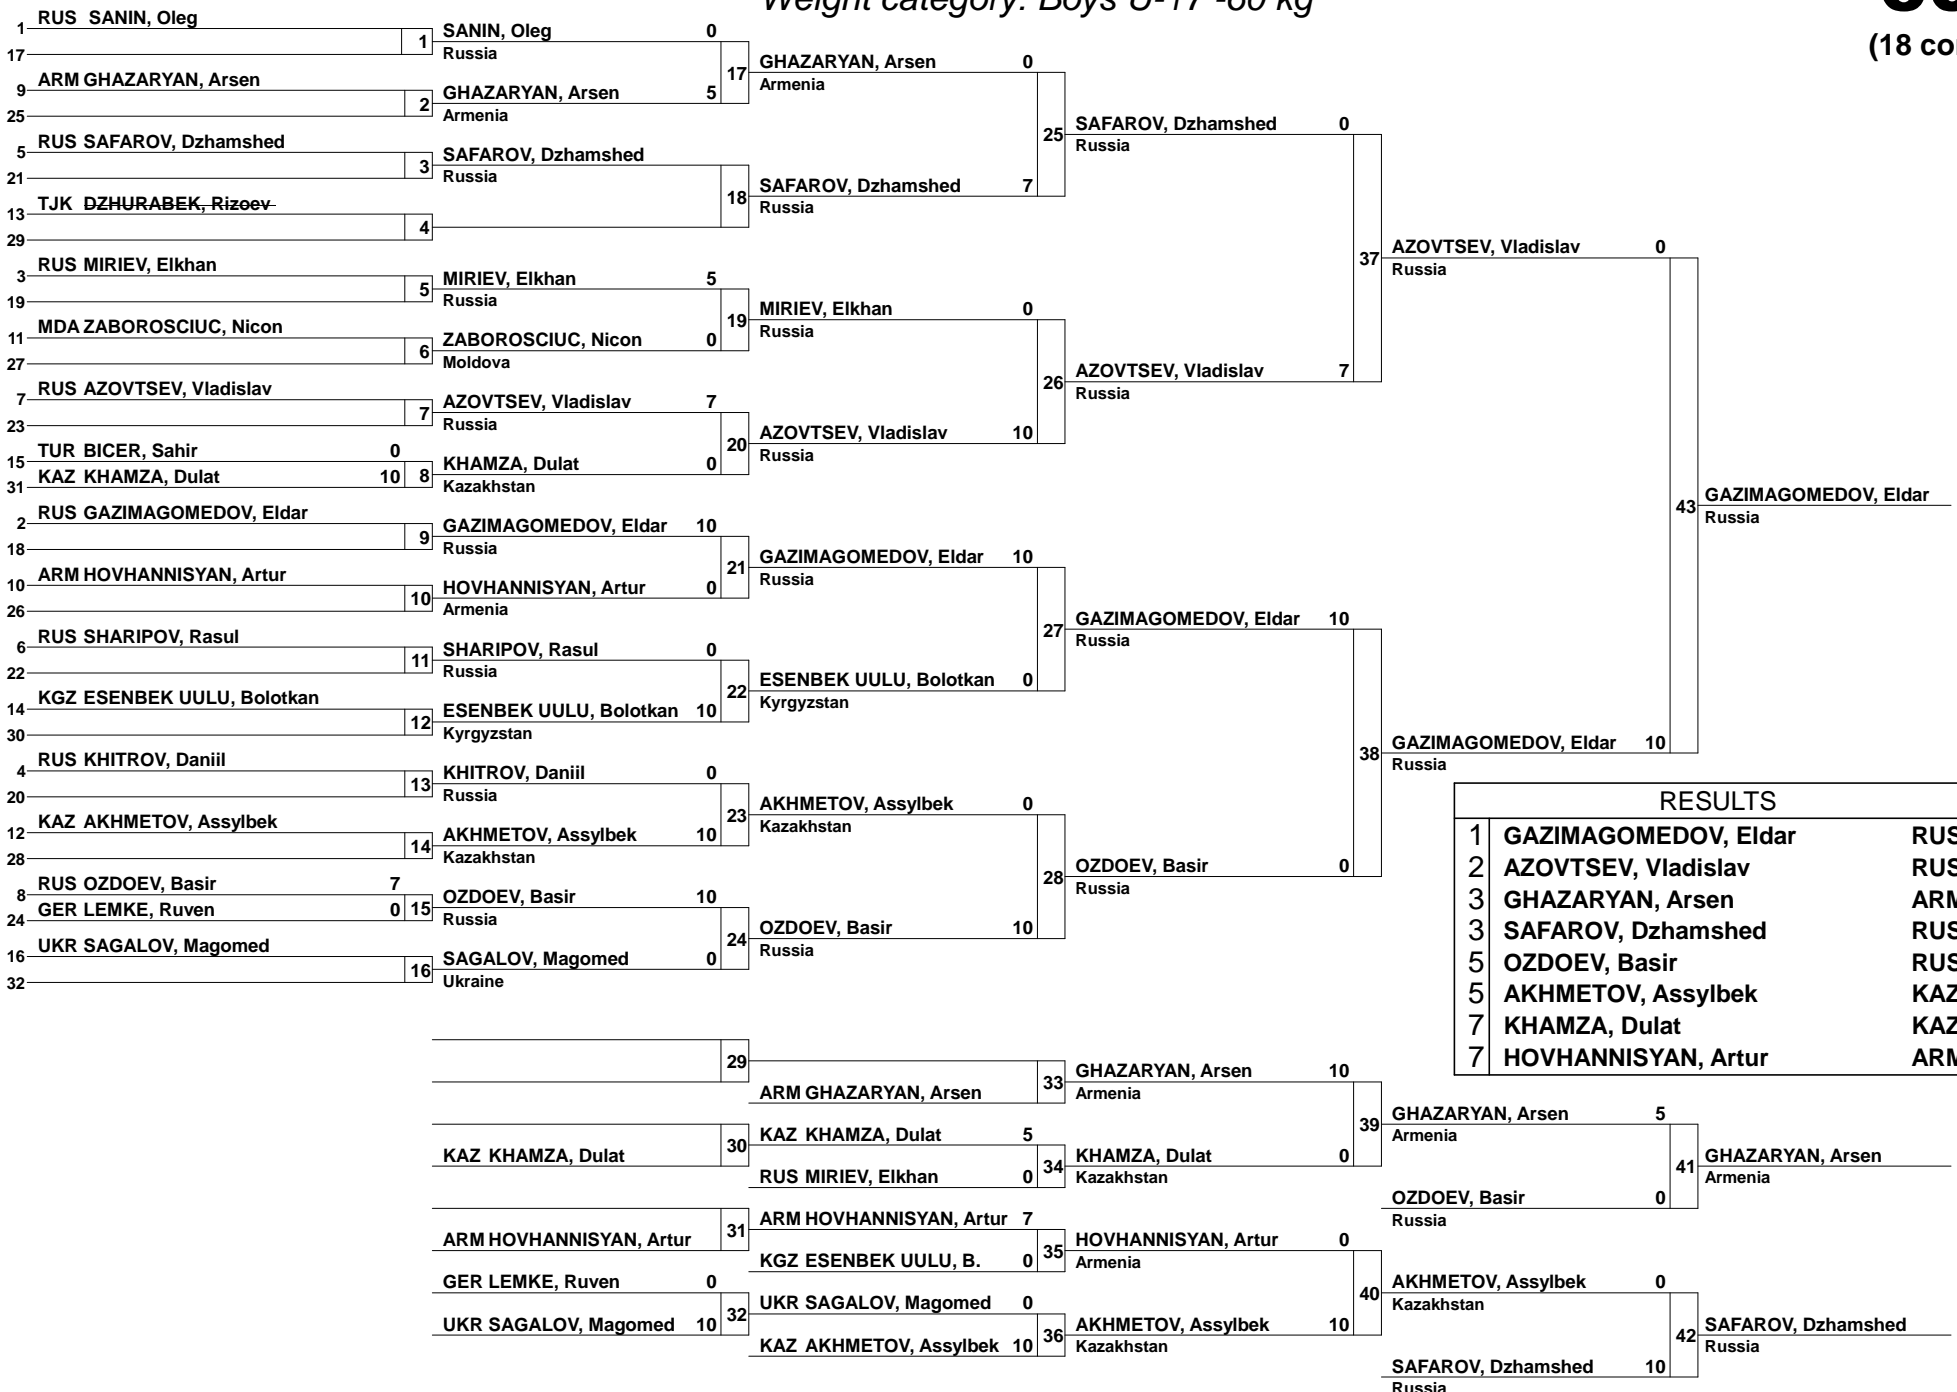 Weight category: Boys U-17 -60 kg
(18
1 RUS SANIN, Oleg
17
1
9 ARM GHAZARYAN, Arsen
25
2
5 RUS SAFAROV, Dzhamshed
21
3
13 TJK DZHURABEK, Rizoev
29
4
3 RUS MIRIEV, Elkhan
19
5
11 MDA ZABOROSCIUC, Nicon
27
6
7 RUS AZOVTSEV, Vladislav
23
7
15 TUR BICER, Sahir 0
31 KAZ KHAMZA, Dulat 10
8
2 RUS GAZIMAGOMEDOV, Eldar
18
9
10 ARM HOVHANNISYAN, Artur
26
10
6 RUS SHARIPOV, Rasul
22
11
14 KGZ ESENBEK UULU, Bolotkan
30
12
4 RUS KHITROV, Daniil
20
13
12 KAZ AKHMETOV, Assylbek
28
14
8 RUS OZDOEV, Basir 7
24 GER LEMKE, Ruven 0
15
16 UKR SAGALOV, Magomed
32
16
SANIN, Oleg 0
Russia
17
GHAZARYAN, Arsen 5
Armenia
SAFAROV, Dzhamshed
Russia
18
MIRIEV, Elkhan 5
Russia
19
ZABOROSCIUC, Nicon 0
Moldova
AZOVTSEV, Vladislav 7
Russia
20
KHAMZA, Dulat 0
Kazakhstan
GAZIMAGOMEDOV, Eldar 10
Russia
21
HOVHANNISYAN, Artur 0
Armenia
SHARIPOV, Rasul 0
Russia
22
ESENBEK UULU, Bolotkan 10
Kyrgyzstan
KHITROV, Daniil 0
Russia
23
AKHMETOV, Assylbek 10
Kazakhstan
OZDOEV, Basir 10
Russia
24
SAGALOV, Magomed 0
Ukraine
GHAZARYAN, Arsen 0
Armenia
25
SAFAROV, Dzhamshed 7
Russia
MIRIEV, Elkhan 0
Russia
26
AZOVTSEV, Vladislav 10
Russia
GAZIMAGOMEDOV, Eldar 10
Russia
27
ESENBEK UULU, Bolotkan 0
Kyrgyzstan
AKHMETOV, Assylbek 0
Kazakhstan
28
OZDOEV, Basir 10
Russia
SAFAROV, Dzhamshed 0
Russia
37
AZOVTSEV, Vladislav 7
Russia
GAZIMAGOMEDOV, Eldar 10
Russia
38
OZDOEV, Basir 0
Russia
AZOVTSEV, Vladislav 0
Russia
43
GAZIMAGOMEDOV, Eldar 10
Russia
GAZIMAGOMEDOV, Eldar
Russia
RESULTS
1 GAZIMAGOMEDOV, Eldar RUS
2 AZOVTSEV, Vladislav RUS
3 GHAZARYAN, Arsen ARM
3 SAFAROV, Dzhamshed RUS
5 OZDOEV, Basir RUS
5 AKHMETOV, Assylbek KAZ
7 KHAMZA, Dulat KAZ
7 HOVHANNISYAN, Artur ARM
29
KAZ KHAMZA, Dulat
30
ARM HOVHANNISYAN, Artur
31
GER LEMKE, Ruven 0
UKR SAGALOV, Magomed 10
32
ARM GHAZARYAN, Arsen
33
KAZ KHAMZA, Dulat 5
RUS MIRIEV, Elkhan 0
34
ARM HOVHANNISYAN, Artur 7
KGZ ESENBEK UULU, B. 0
35
UKR SAGALOV, Magomed 0
KAZ AKHMETOV, Assylbek 10
36
GHAZARYAN, Arsen 10
Armenia
39
KHAMZA, Dulat 0
Kazakhstan
HOVHANNISYAN, Artur 0
Armenia
40
AKHMETOV, Assylbek 10
Kazakhstan
GHAZARYAN, Arsen 5
Armenia
41
OZDOEV, Basir 0
Russia
AKHMETOV, Assylbek 0
Kazakhstan
42
SAFAROV, Dzhamshed 10
Russia
GHAZARYAN, Arsen
Armenia
SAFAROV, Dzhamshed
Russia